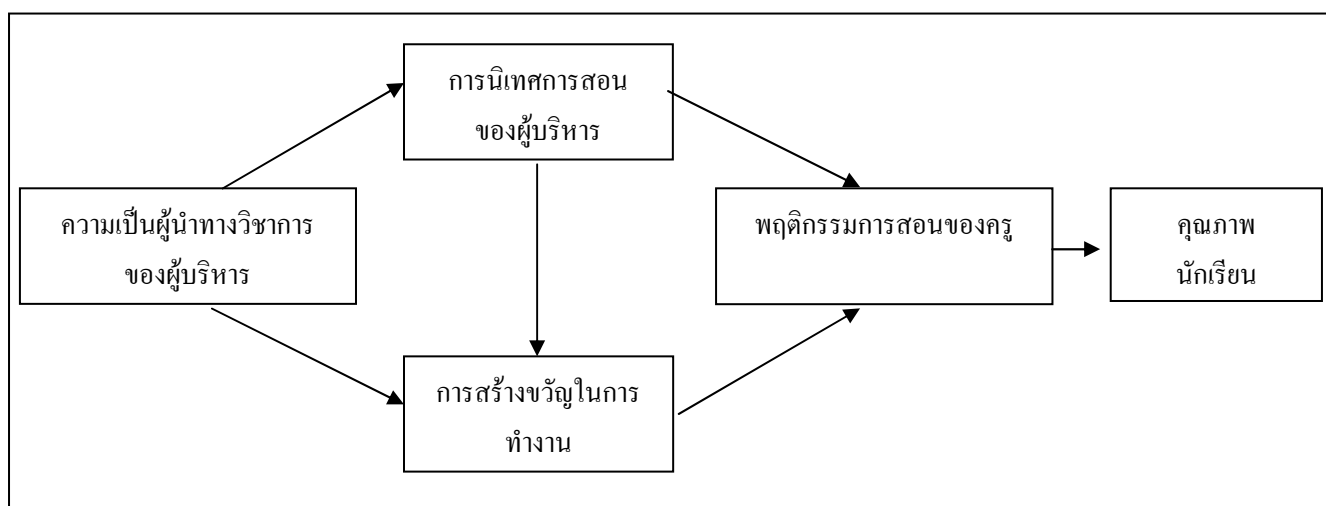 การนิเทศการสอน
ของผู้บริหาร
ความเป็นผู้นำทางวิชาการ
ของผู้บริหาร
พฤติกรรมการสอนของครู
คุณภาพ
นักเรียน
การสร้างขวัญในการ
ทำงาน